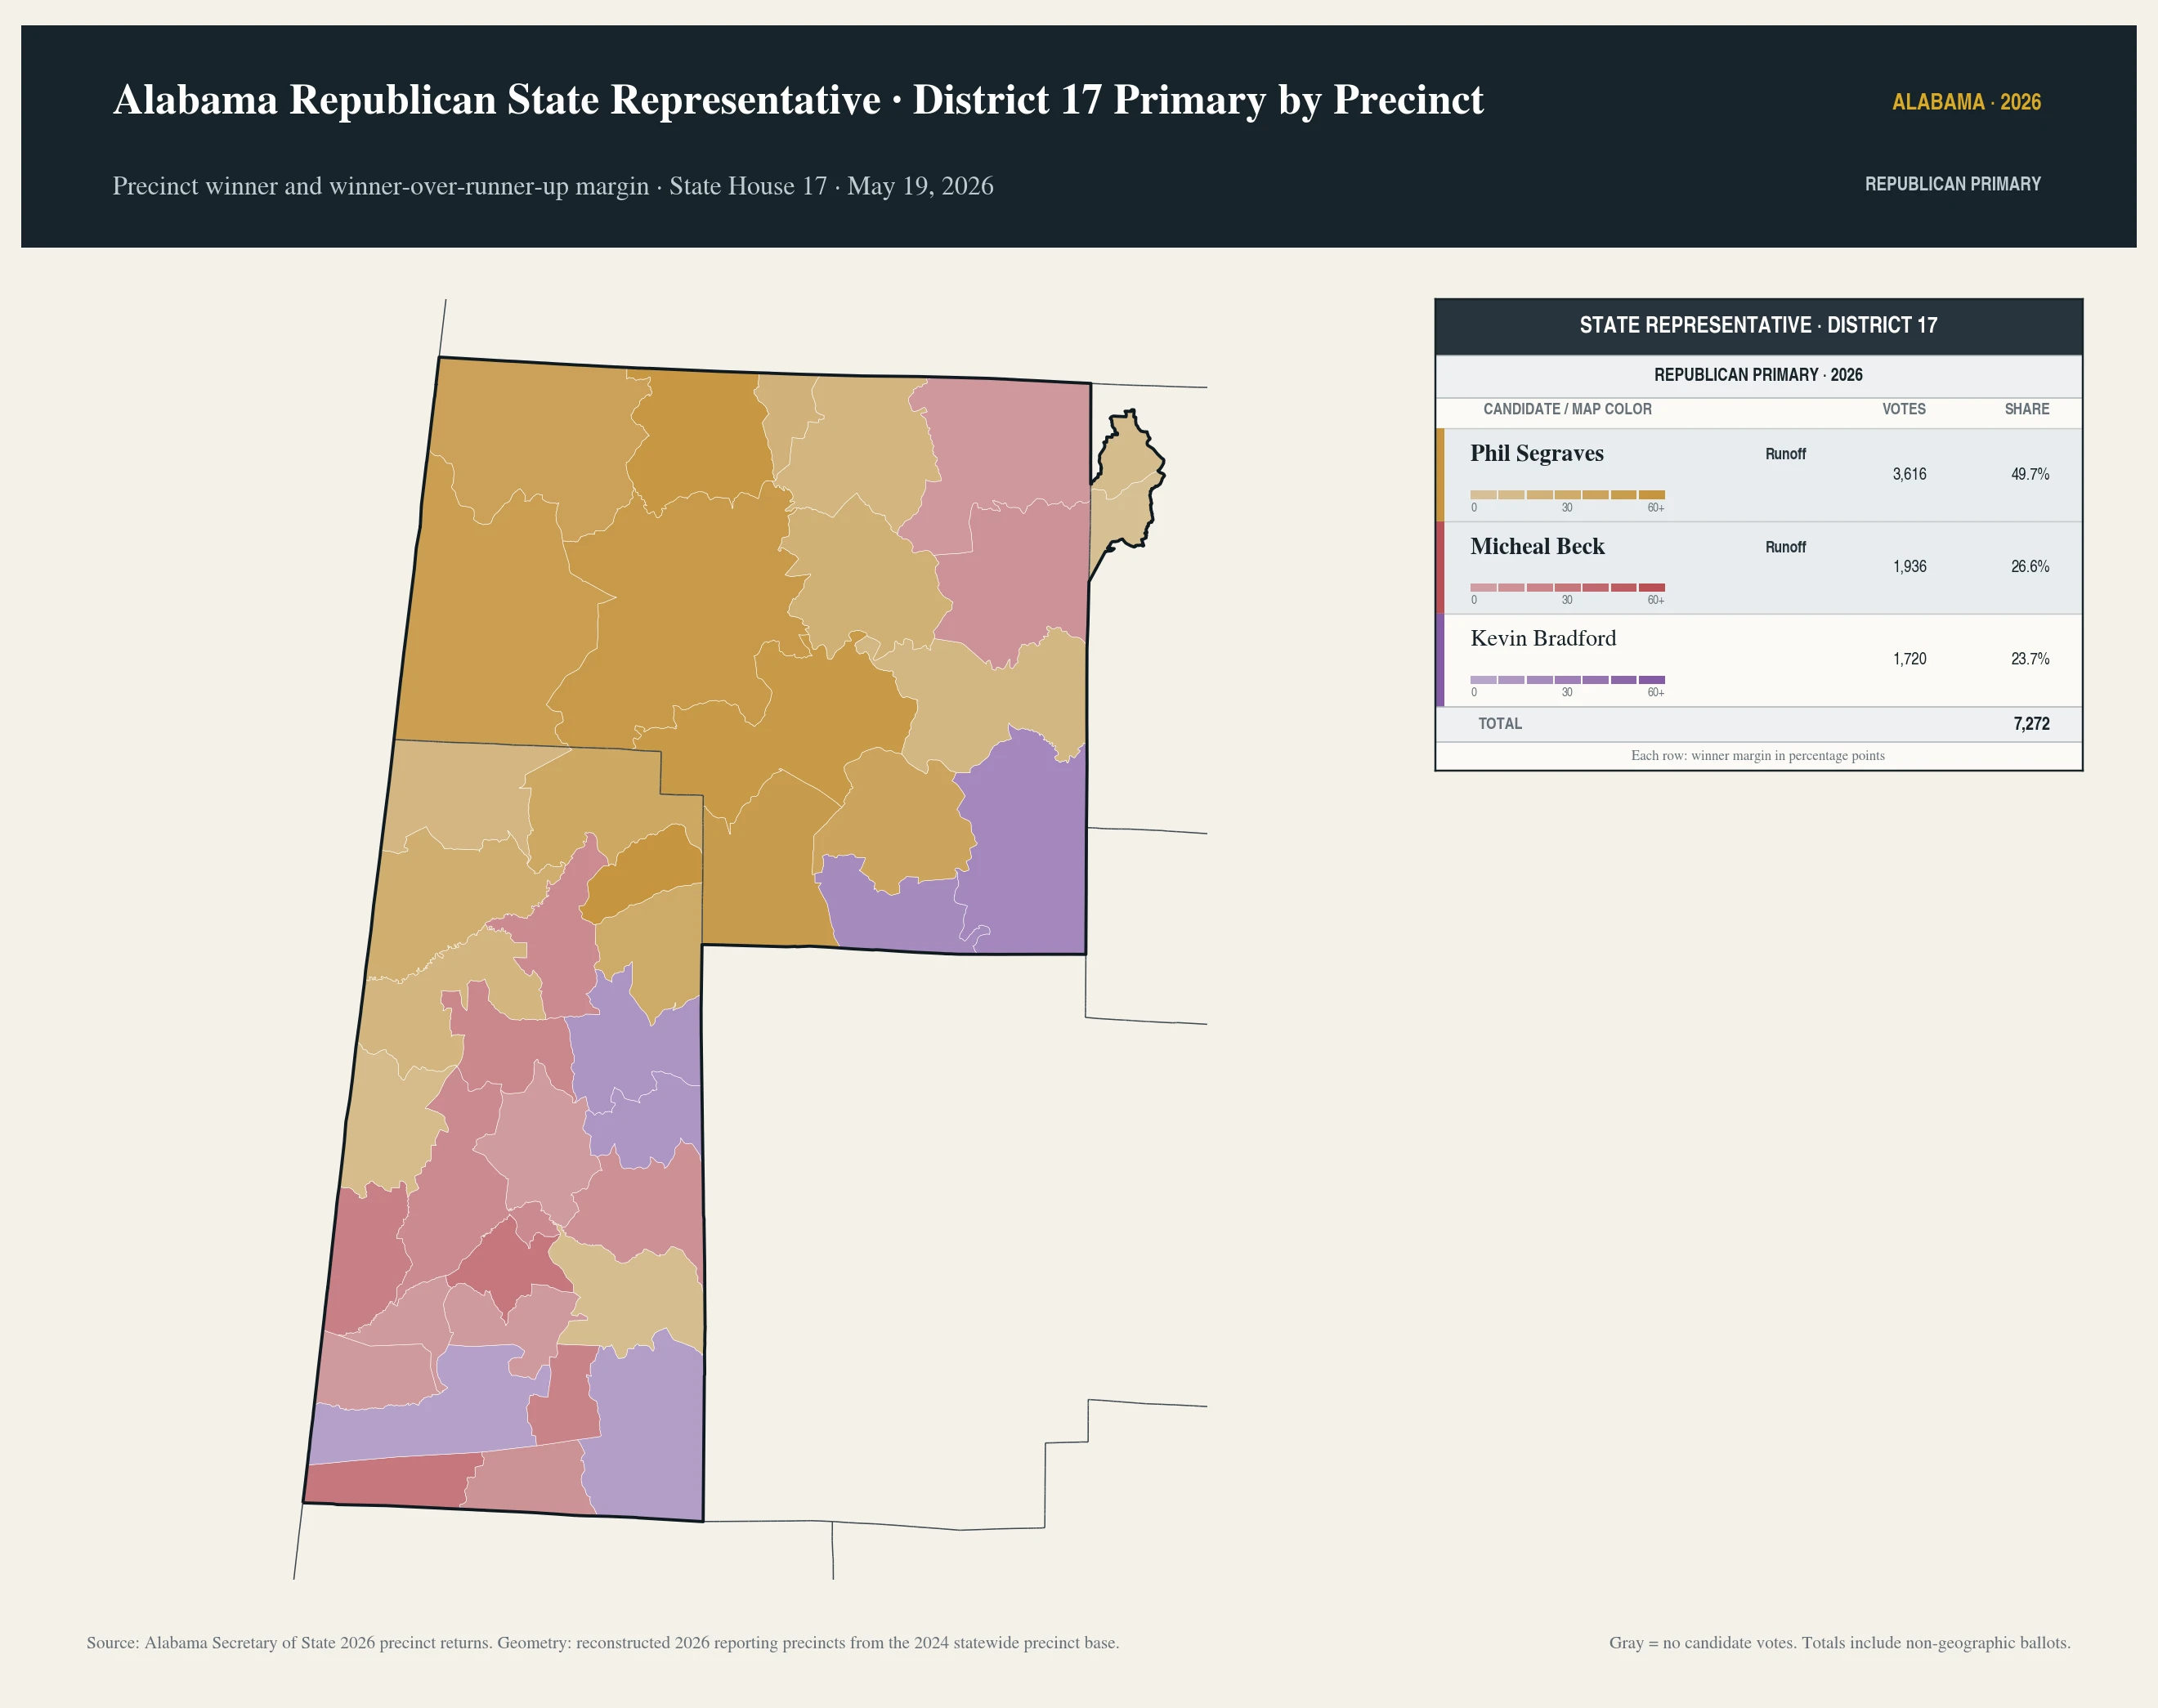 Alabama Republican State Representative · District 17 Primary by Precinct
ALABAMA · 2026
Precinct winner and winner-over-runner-up margin · State House 17 · May 19, 2026
REPUBLICAN PRIMARY
STATE REPRESENTATIVE · DISTRICT 17
REPUBLICAN PRIMARY · 2026
CANDIDATE / MAP COLOR VOTES SHARE
Phil Segraves Runoff 3,616 49.7%
0 30 60+
Micheal Beck Runoff 1,936 26.6%
0 30 60+
Kevin Bradford 1,720 23.7%
0 30 60+
TOTAL 7,272
Each row: winner margin in percentage points
Source: Alabama Secretary of State 2026 precinct returns. Geometry: reconstructed 2026 reporting precincts from the 2024 statewide precinct base.
Gray = no candidate votes. Totals include non-geographic ballots.